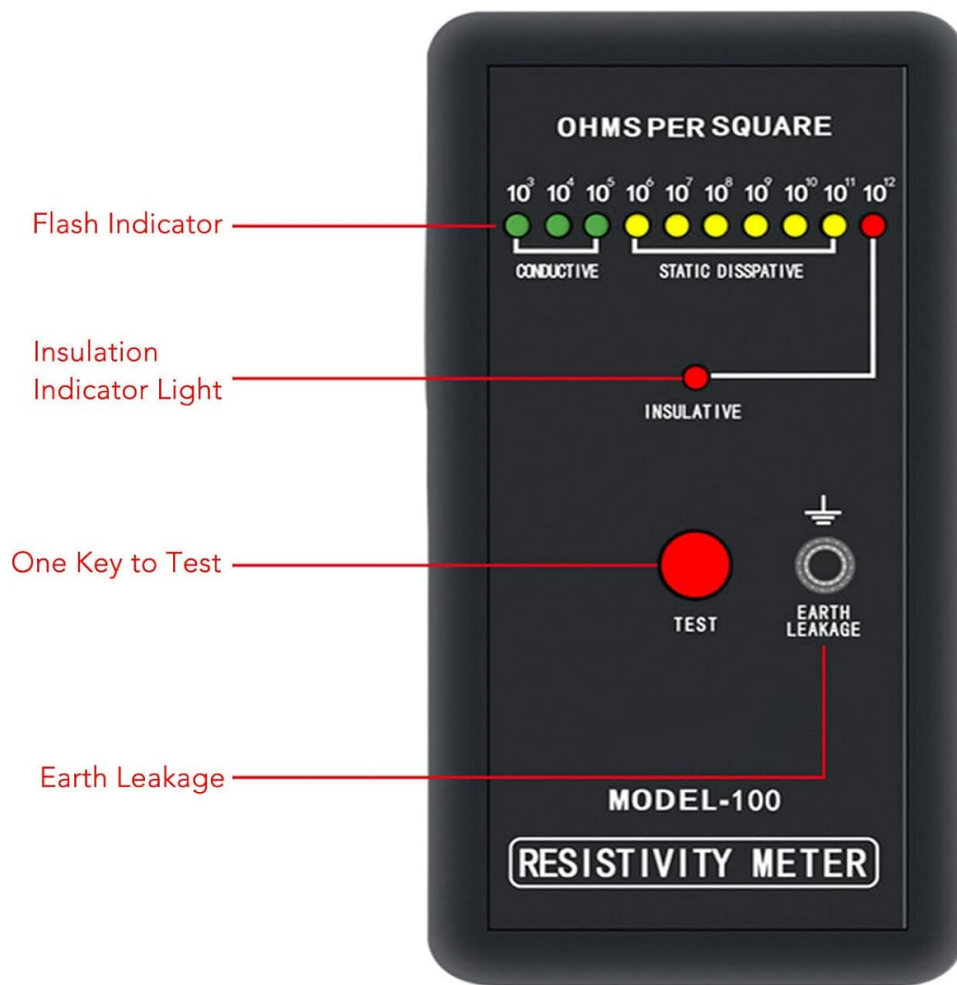 OHMS PER SQUARE
10³ 10⁴ 10⁵ 10⁶ 10⁷ 10⁸ 10⁹ 10¹⁰ 10¹¹ 10¹²
Flash Indicator
CONDUCTIVE STATIC DISSPATIVE
Insulation
Indicator Light
INSULATIVE
One Key to Test
TEST
EARTH
LEAKAGE
Earth Leakage
MODEL-100
RESISTIVITY METER